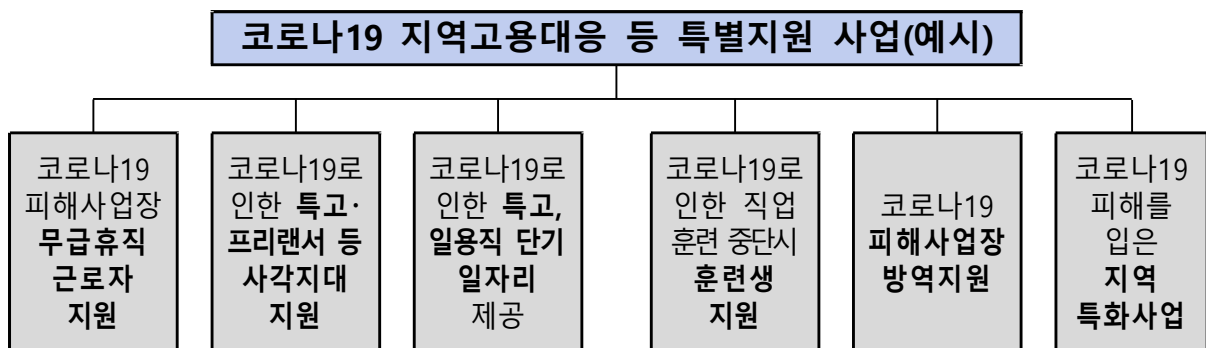 코로나19 지역고용대응 등 특별지원 사업(예시)
코로나19
피해사업장
무급휴직
근로자
지원
코로나19로
인한 특고·
프리랜서 등
사각지대
지원
코로나19로
인한 특고,
일용직 단기
일자리
제공
코로나19로
인한 직업
훈련 중단시
훈련생
지원
코로나19
피해사업장
방역지원
코로나19
피해를
입은
지역
특화사업